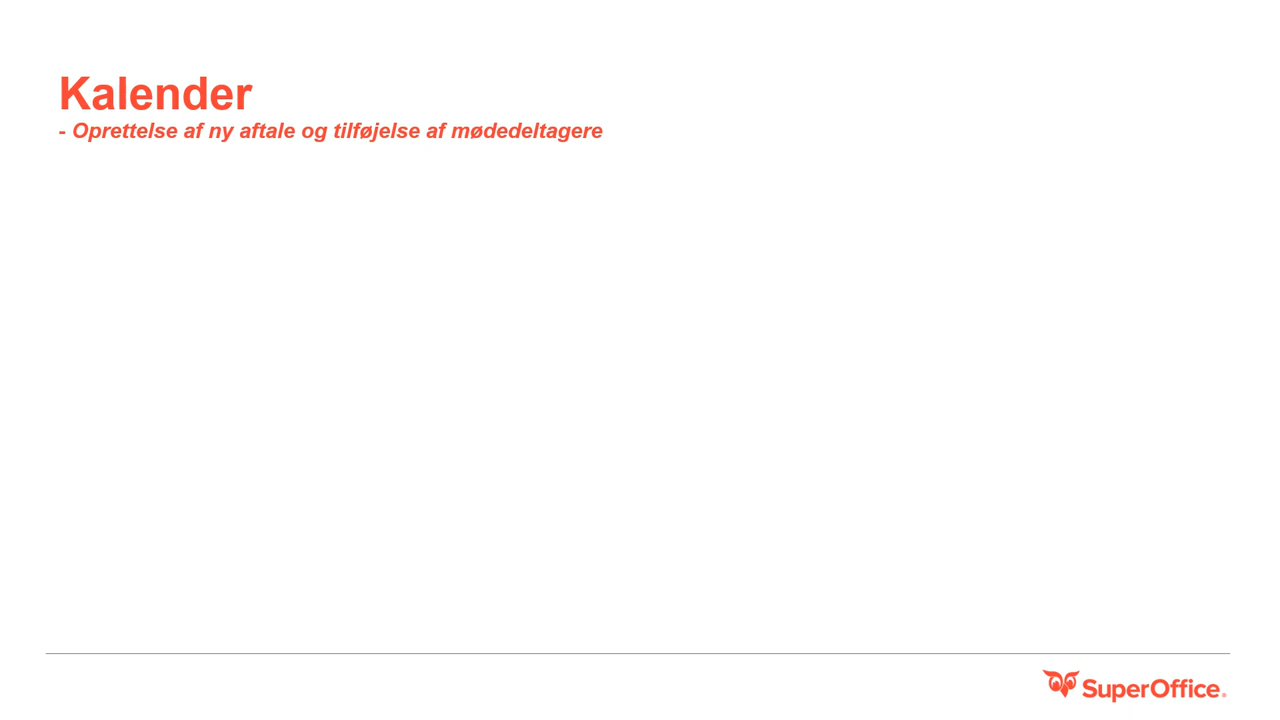 Kalender
- Oprettelse af ny aftale og tilføjelse af mødedeltagere
SuperOffice®